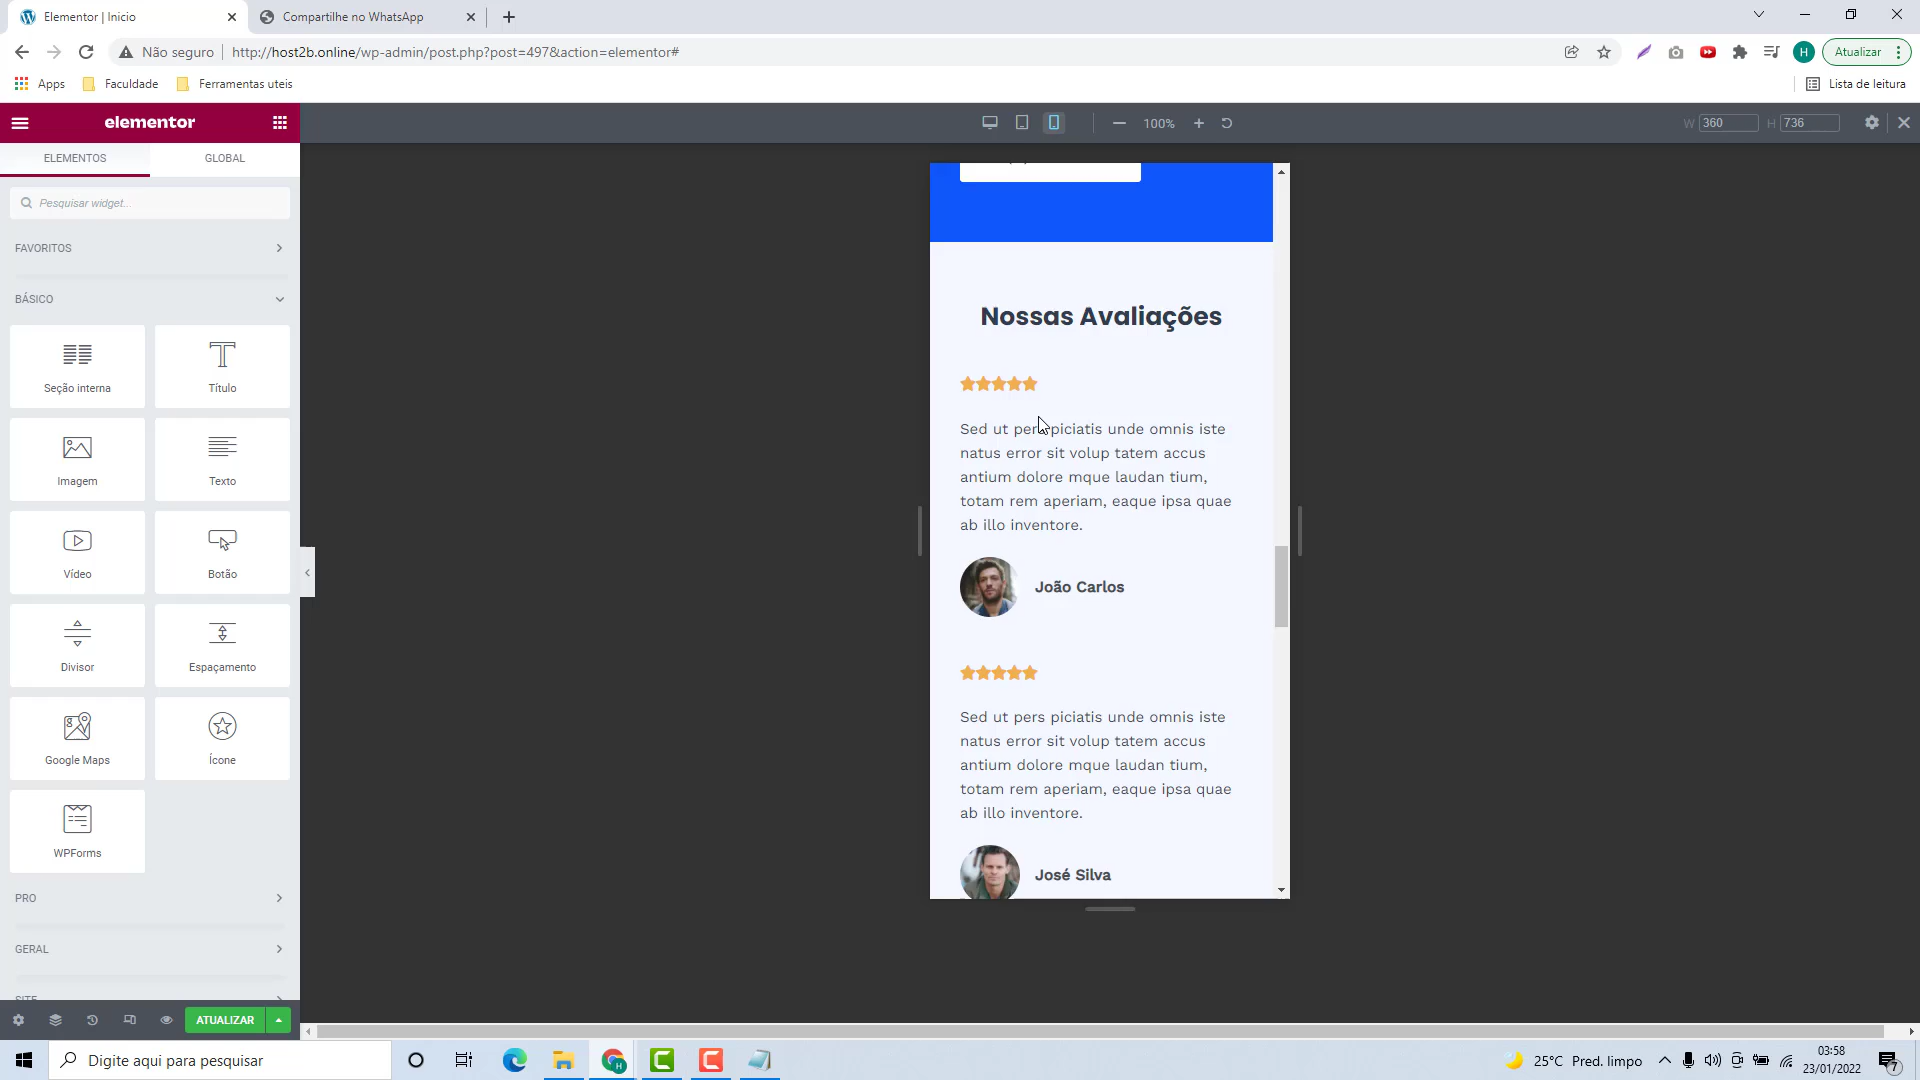 Elementor | Inicio
Compartilhe no WhatsApp
Não seguro
http://host2b.online/wp-admin/post.php?post=497&action=elementor#
H
Atualizar
Apps
Faculdade
Ferramentas uteis
Lista de leitura
elementor
100%
W 360
H 736
ELEMENTOS
GLOBAL
Pesquisar widget...
FAVORITOS
BÁSICO
Seção interna
Título
Imagem
Texto
Vídeo
Botão
Divisor
Espaçamento
Google Maps
Ícone
WPForms
PRO
GERAL
SITE
ATUALIZAR
Nossas Avaliações
Sed ut pers piciatis unde omnis iste
natus error sit volup tatem accus
antium dolore mque laudan tium,
totam rem aperiam, eaque ipsa quae
ab illo inventore.
João Carlos
Sed ut pers piciatis unde omnis iste
natus error sit volup tatem accus
antium dolore mque laudan tium,
totam rem aperiam, eaque ipsa quae
ab illo inventore.
José Silva
Digite aqui para pesquisar
25°C Pred. limpo
03:58
23/01/2022
7